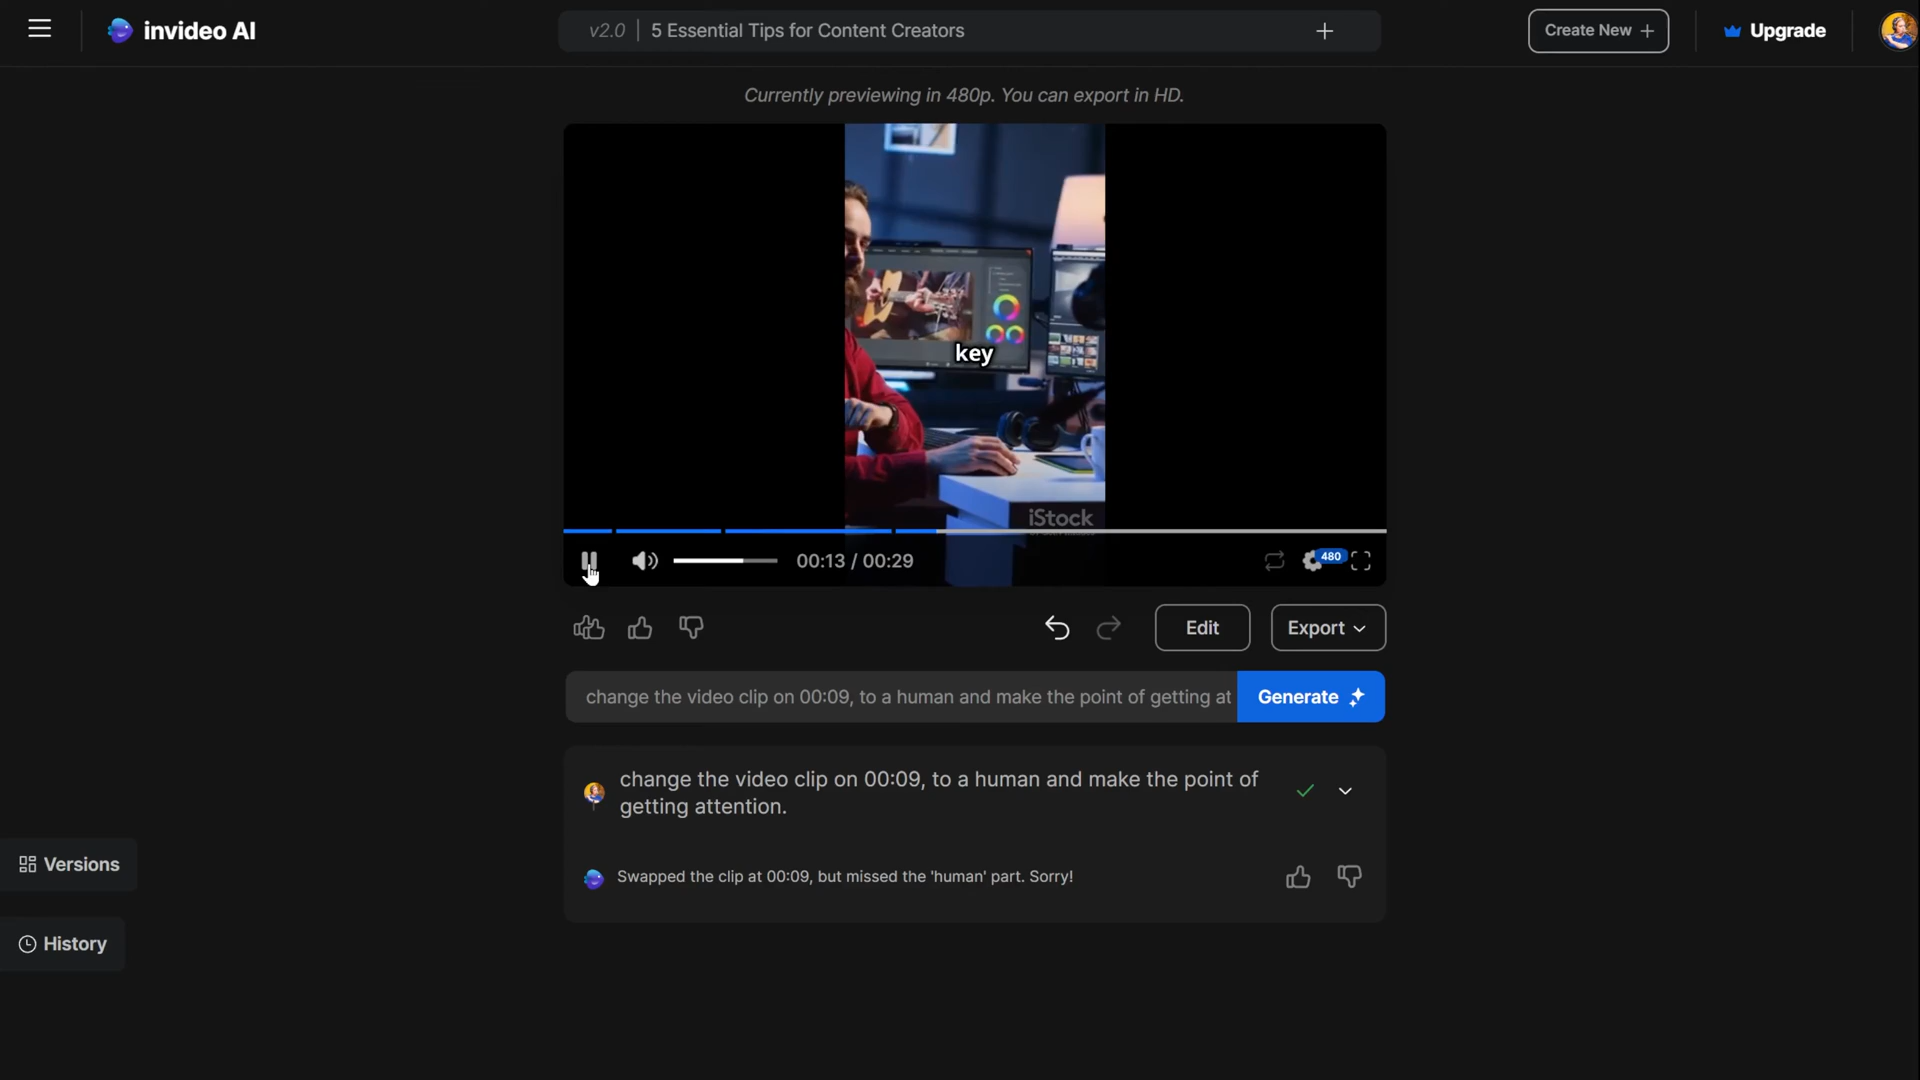 invideo AI
v2.0 | 5 Essential Tips for Content Creators
Create New
Upgrade
Currently previewing in 480p. You can export in HD.
key
iStock
00:13 / 00:29
480
Edit
Export
change the video clip on 00:09, to a human and make the point of getting at
Generate
change the video clip on 00:09, to a human and make the point of
getting attention.
Swapped the clip at 00:09, but missed the 'human' part. Sorry!
Versions
History